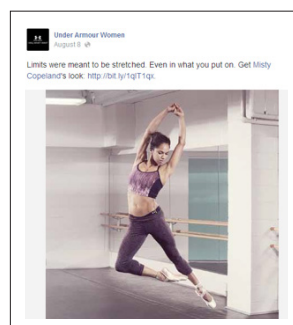 Under Armour Women
August 8
Limits were meant to be stretched. Even in what you put on. Get Misty
Copeland's look: http://bit.ly/1qIT1qx.